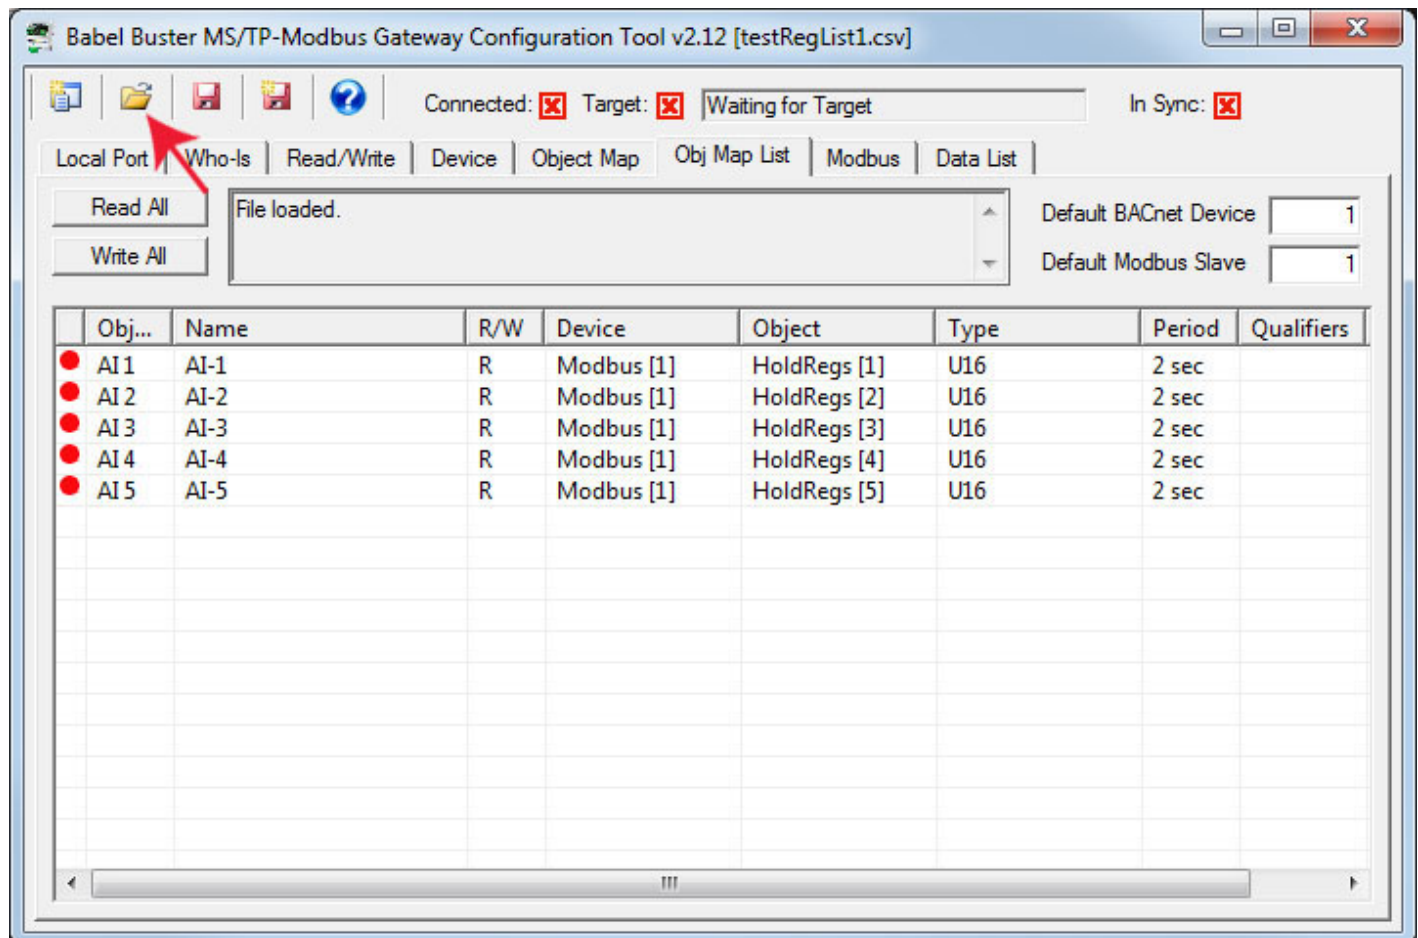 Babel Buster MS/TP-Modbus Gateway Configuration Tool v2.12 [testRegList1.csv]
Connected: Target: Waiting for Target In Sync:
Local Port Who-Is Read/Write Device Object Map Obj Map List Modbus Data List
Read All File loaded. Default BACnet Device 1
Write All Default Modbus Slave 1
Obj... Name R/W Device Object Type Period Qualifiers
AI 1 AI-1 R Modbus [1] HoldRegs [1] U16 2 sec
AI 2 AI-2 R Modbus [1] HoldRegs [2] U16 2 sec
AI 3 AI-3 R Modbus [1] HoldRegs [3] U16 2 sec
AI 4 AI-4 R Modbus [1] HoldRegs [4] U16 2 sec
AI 5 AI-5 R Modbus [1] HoldRegs [5] U16 2 sec